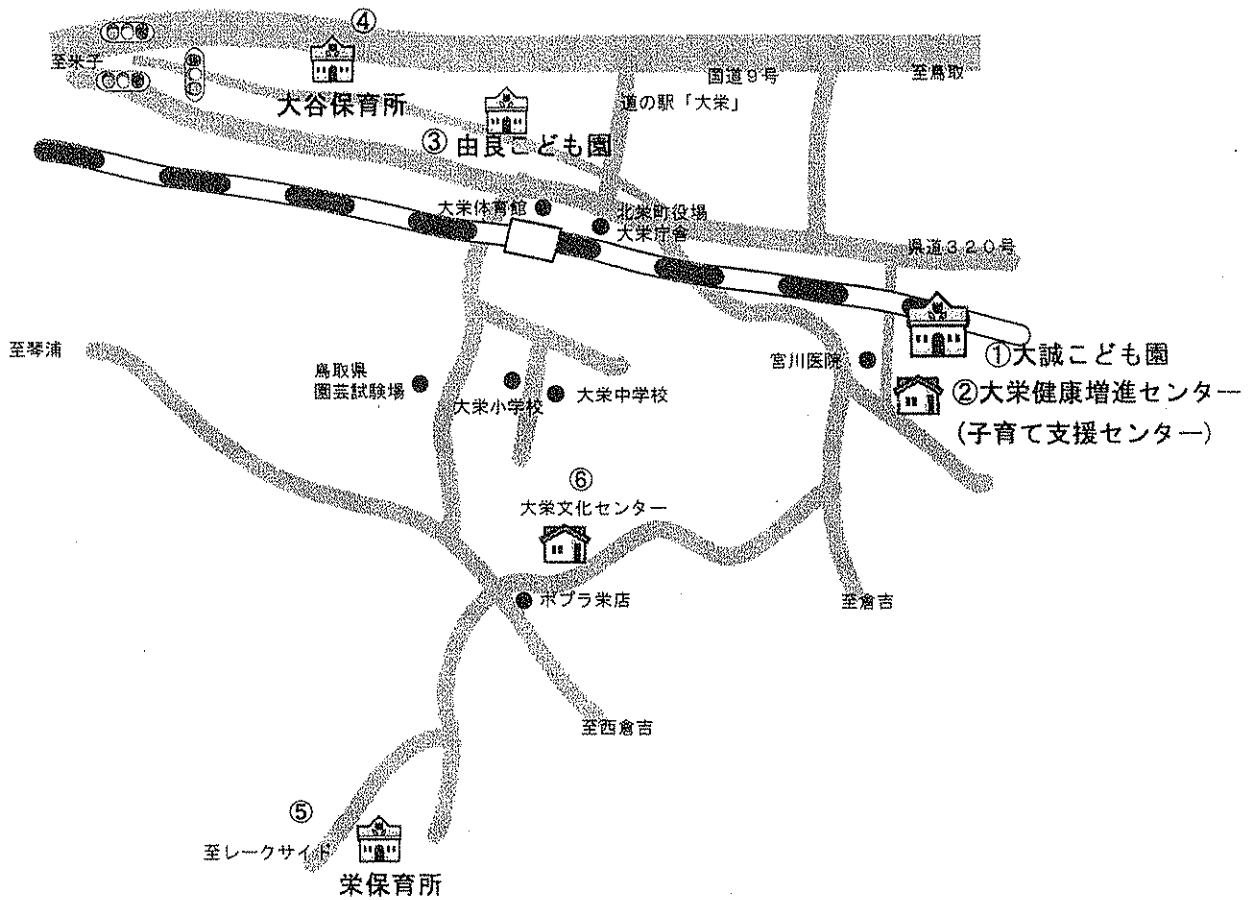 ④
至米子
大谷保育所
国道9号
至鳥取
道の駅「大栄」
③由良こども園
大栄体育館
北栄町役場
大栄庁舎
県道320号
至琴浦
鳥取県
園芸試験場
大栄小学校
大栄中学校
宮川医院
①大誠こども園
②大栄健康増進センター
(子育て支援センター)
⑥
大栄文化センター
ポプラ栄店
至倉吉
至西倉吉
⑤
至レークサイド
栄保育所